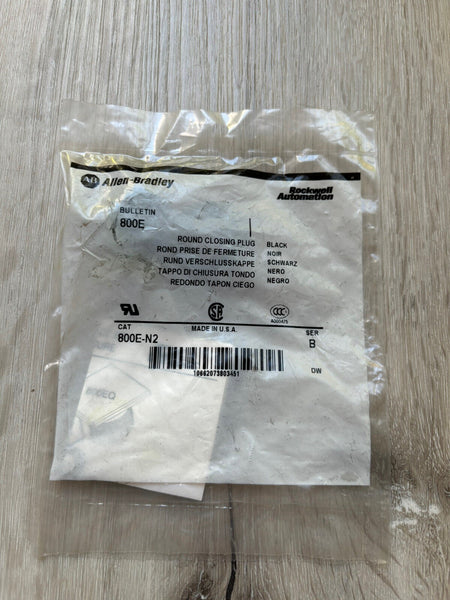 AB Allen-Bradley
Rockwell
Automation
BULLETIN
800E
ROUND CLOSING PLUG BLACK
ROND PRISE DE FERMETURE NOIR
RUND VERSCHLUSSKAPPE SCHWARZ
TAPPO DI CHIUSURA TONDO NERO
REDONDO TAPON CIEGO NEGRO
CAT
MADE IN U.S.A.
SER
800E-N2
B
10662073803451
DW